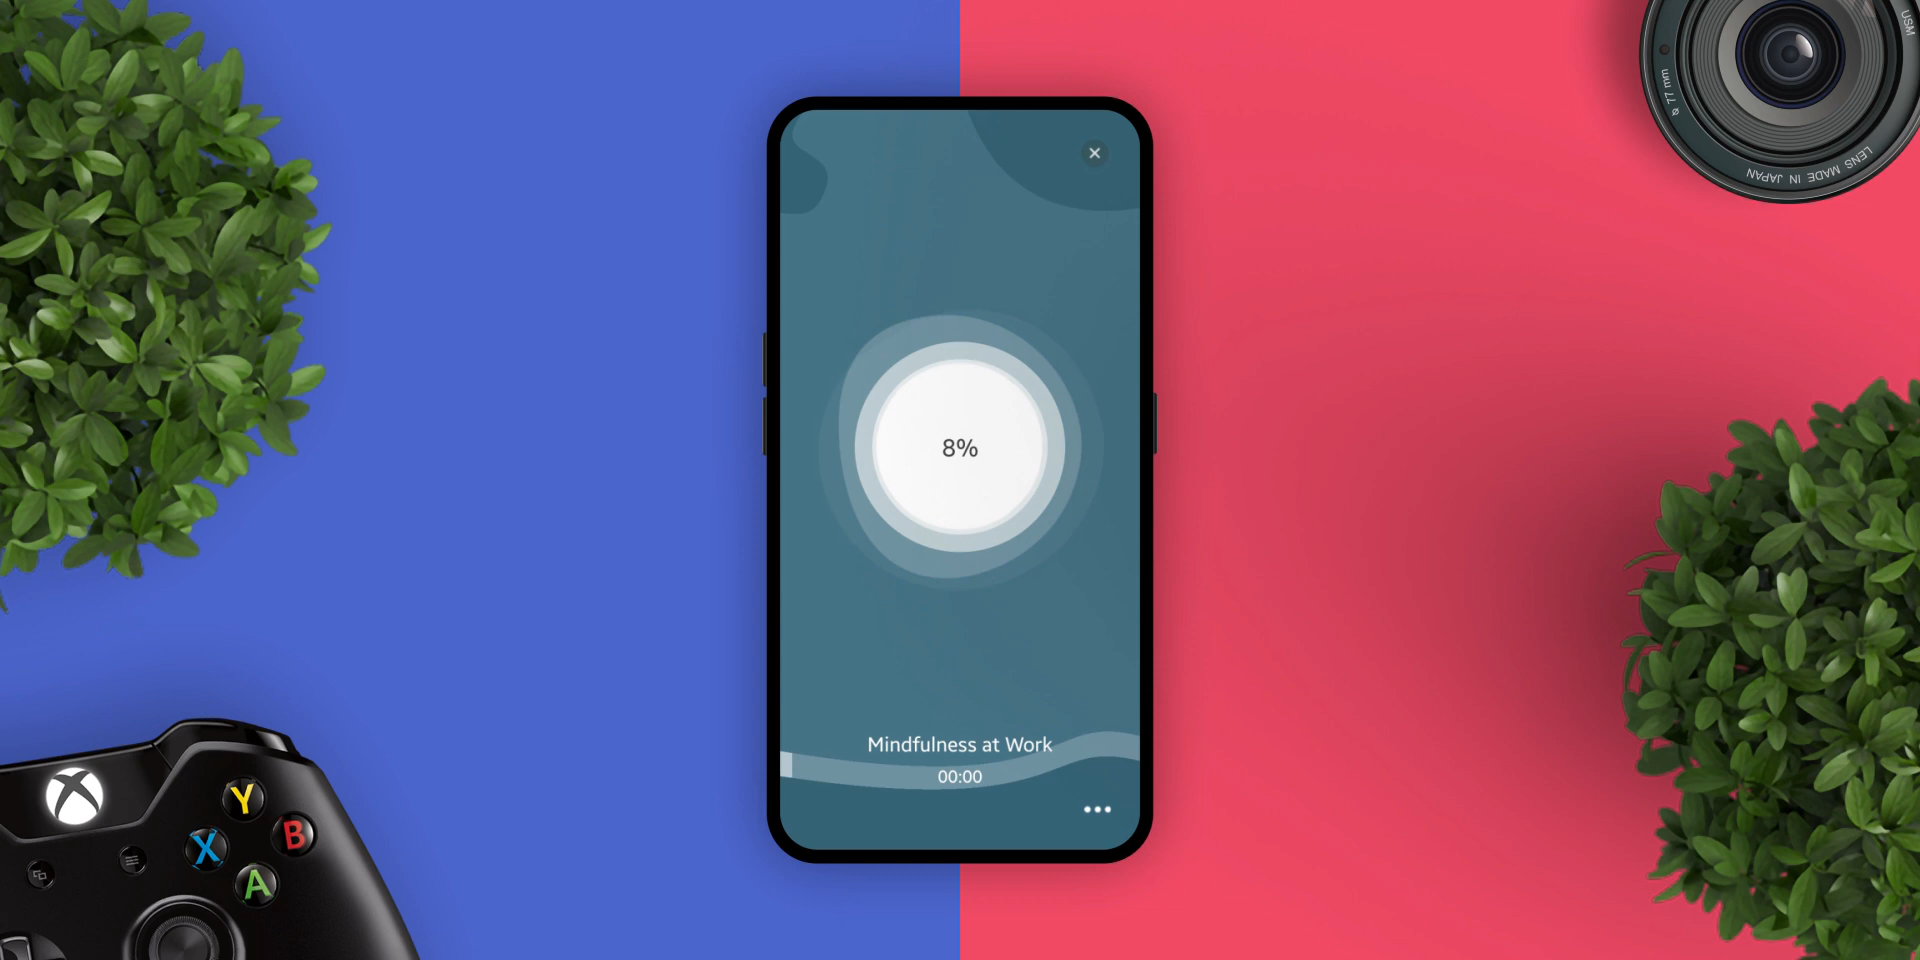 USM
& 77 mm
LENS MADE IN JAPAN
8%
Mindfulness at Work
00:00
Y
X
B
A